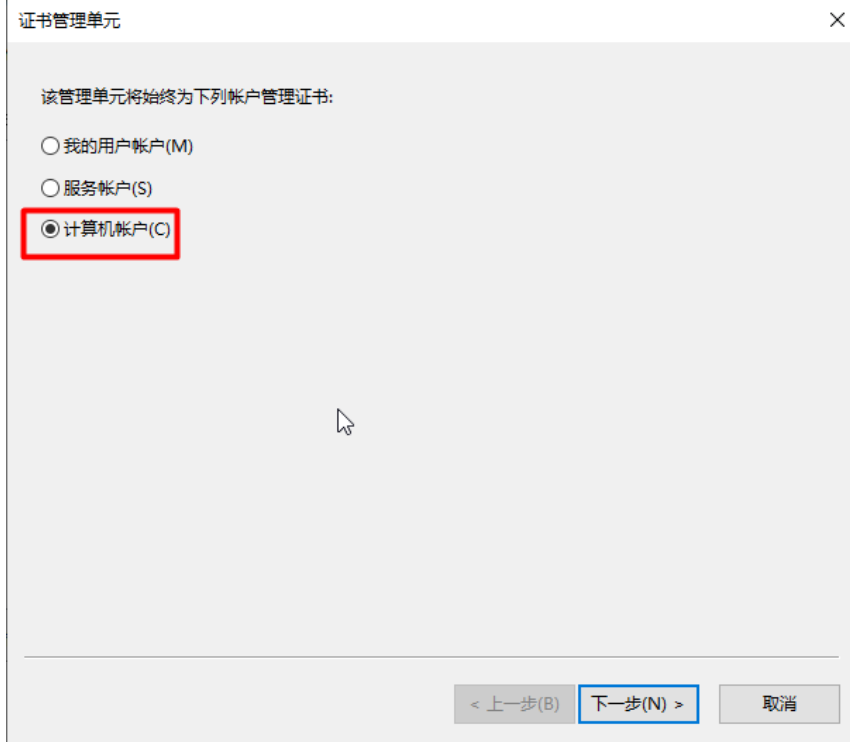 证书管理单元
该管理单元将始终为下列帐户管理证书:
我的用户帐户(M)
服务帐户(S)
计算机帐户(C)
< 上一步(B) 下一步(N) > 取消